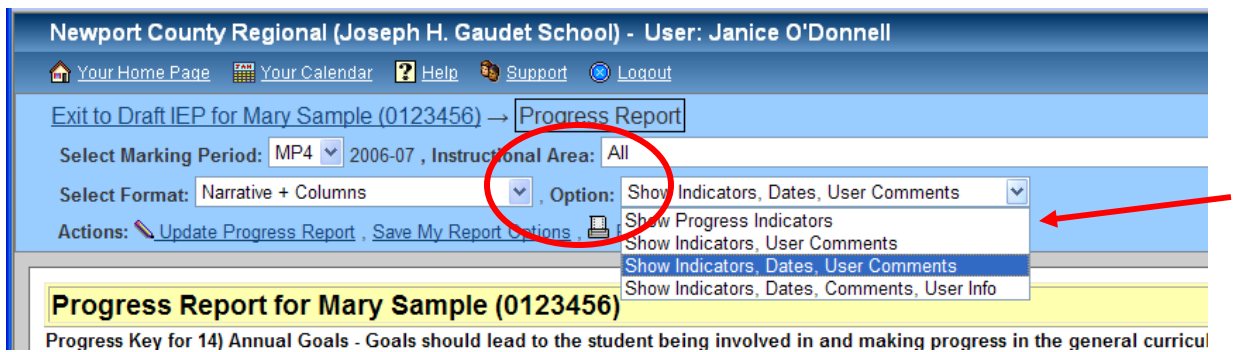 Newport County Regional (Joseph H. Gaudet School) - User: Janice O'Donnell
Your Home Page Your Calendar ? Help Support Logout
Exit to Draft IEP for Mary Sample (0123456) → Progress Report
Select Marking Period: MP4 2006-07 , Instructional Area: All
Select Format: Narrative + Columns , Option: Show Indicators, Dates, User Comments
Actions: Update Progress Report , Save My Report Options ,
Show Progress Indicators
Show Indicators, User Comments
Show Indicators, Dates, User Comments
Show Indicators, Dates, Comments, User Info
Progress Report for Mary Sample (0123456)
Progress Key for 14) Annual Goals - Goals should lead to the student being involved in and making progress in the general